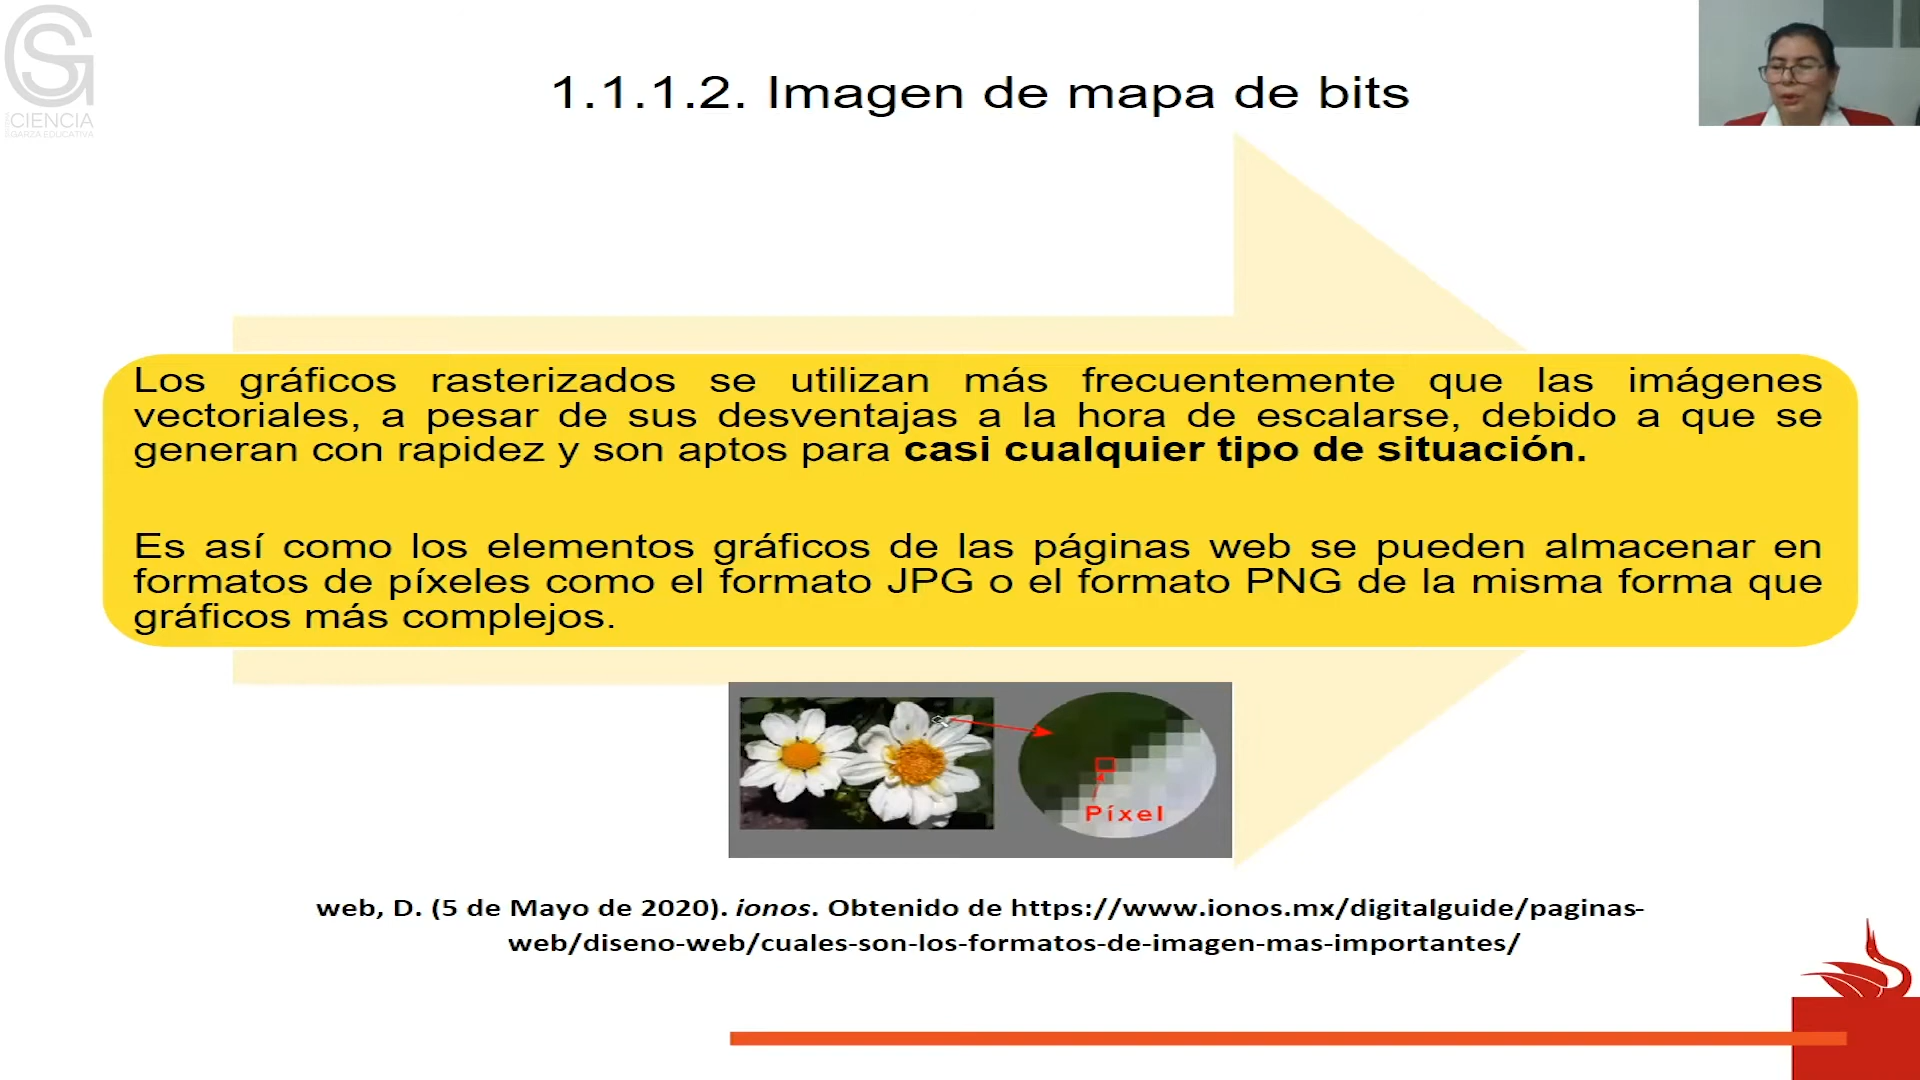 CIENCIA
GARZA EDUCATIVA
1.1.1.2. Imagen de mapa de bits
Los gráficos rasterizados se utilizan más frecuentemente que las imágenes
vectoriales, a pesar de sus desventajas a la hora de escalarse, debido a que se
generan con rapidez y son aptos para casi cualquier tipo de situación.
Es así como los elementos gráficos de las páginas web se pueden almacenar en
formatos de píxeles como el formato JPG o el formato PNG de la misma forma que
gráficos más complejos.
Píxel
web, D. (5 de Mayo de 2020). ionos. Obtenido de https://www.ionos.mx/digitalguide/paginas-
web/diseno-web/cuales-son-los-formatos-de-imagen-mas-importantes/